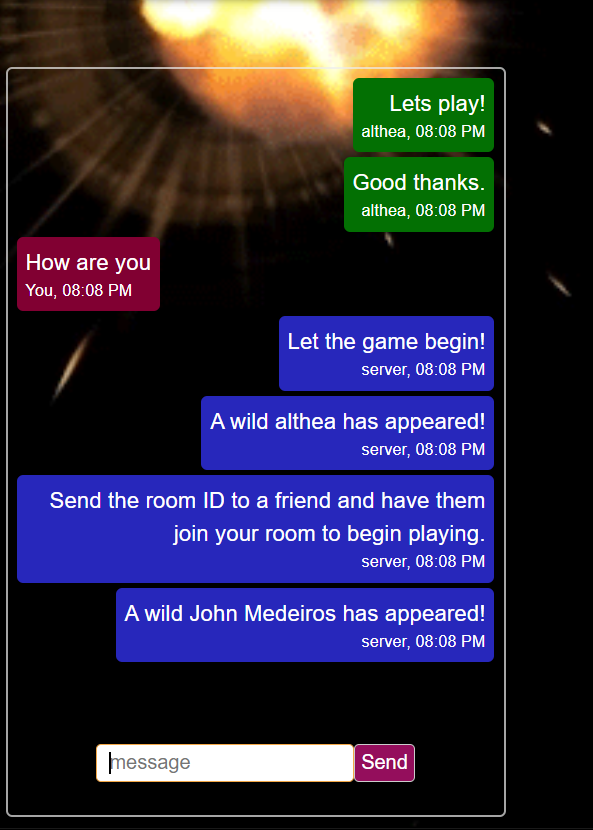 Lets play!
althea, 08:08 PM
Good thanks.
althea, 08:08 PM
How are you
You, 08:08 PM
Let the game begin!
server, 08:08 PM
A wild althea has appeared!
server, 08:08 PM
Send the room ID to a friend and have them
join your room to begin playing.
server, 08:08 PM
A wild John Medeiros has appeared!
server, 08:08 PM
message
Send